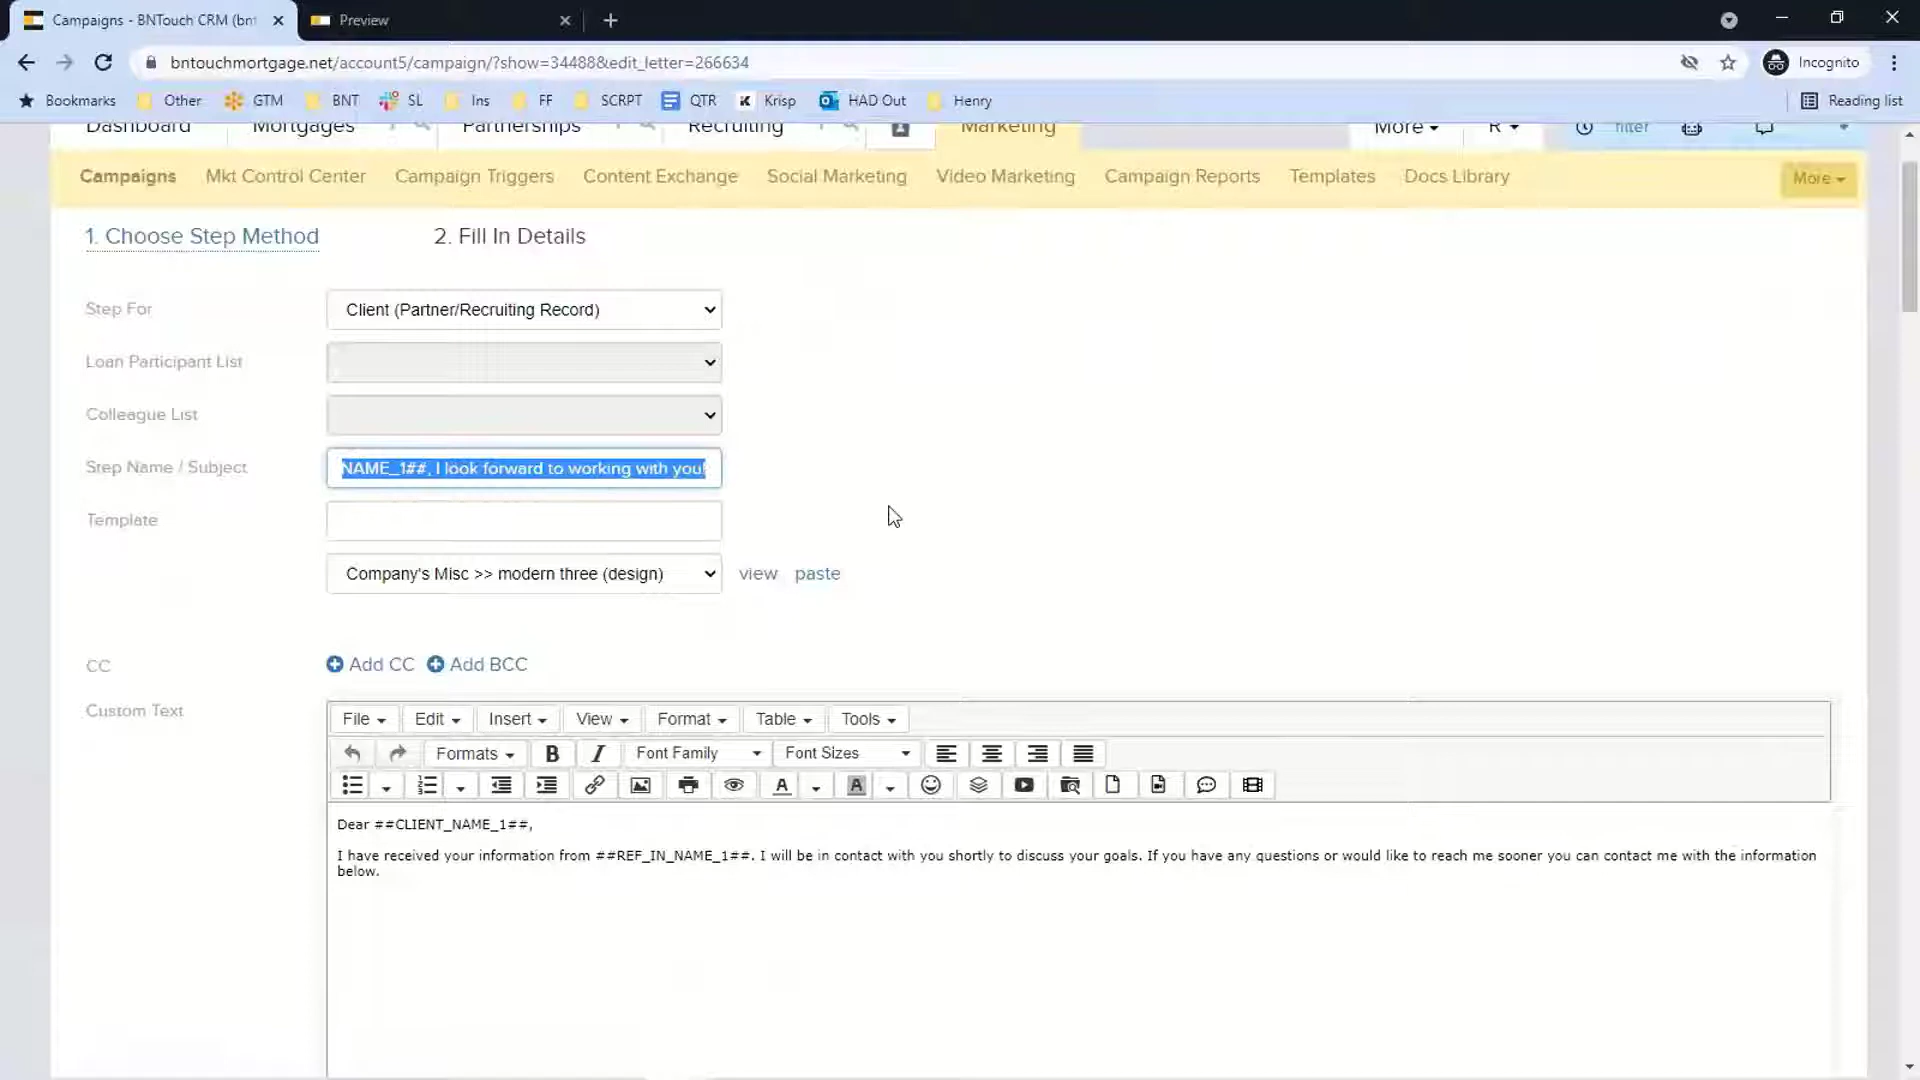 Campaigns - BNTouch CRM (bnt
Preview
bntouchmortgage.net/account5/campaign/?show=34488&edit_letter=266634
Incognito
Bookmarks
Other
GTM
BNT
SL
Ins
FF
SCRPT
QTR
Krisp
HAD Out
Henry
Reading list
Dashboard
Mortgages
Partnerships
Recruiting
Marketing
More
R
filter
Campaigns
Mkt Control Center
Campaign Triggers
Content Exchange
Social Marketing
Video Marketing
Campaign Reports
Templates
Docs Library
More
1. Choose Step Method
2. Fill In Details
Step For
Client (Partner/Recruiting Record)
Loan Participant List
Colleague List
Step Name / Subject
NAME_1##, I look forward to working with you!
Template
Company's Misc >> modern three (design)
view
paste
CC
Add CC
Add BCC
Custom Text
File
Edit
Insert
View
Format
Table
Tools
Formats
B
I
Font Family
Font Sizes
A
A
Dear ##CLIENT_NAME_1##,
I have received your information from ##REF_IN_NAME_1##. I will be in contact with you shortly to discuss your goals. If you have any questions or would like to reach me sooner you can contact me with the information
below.